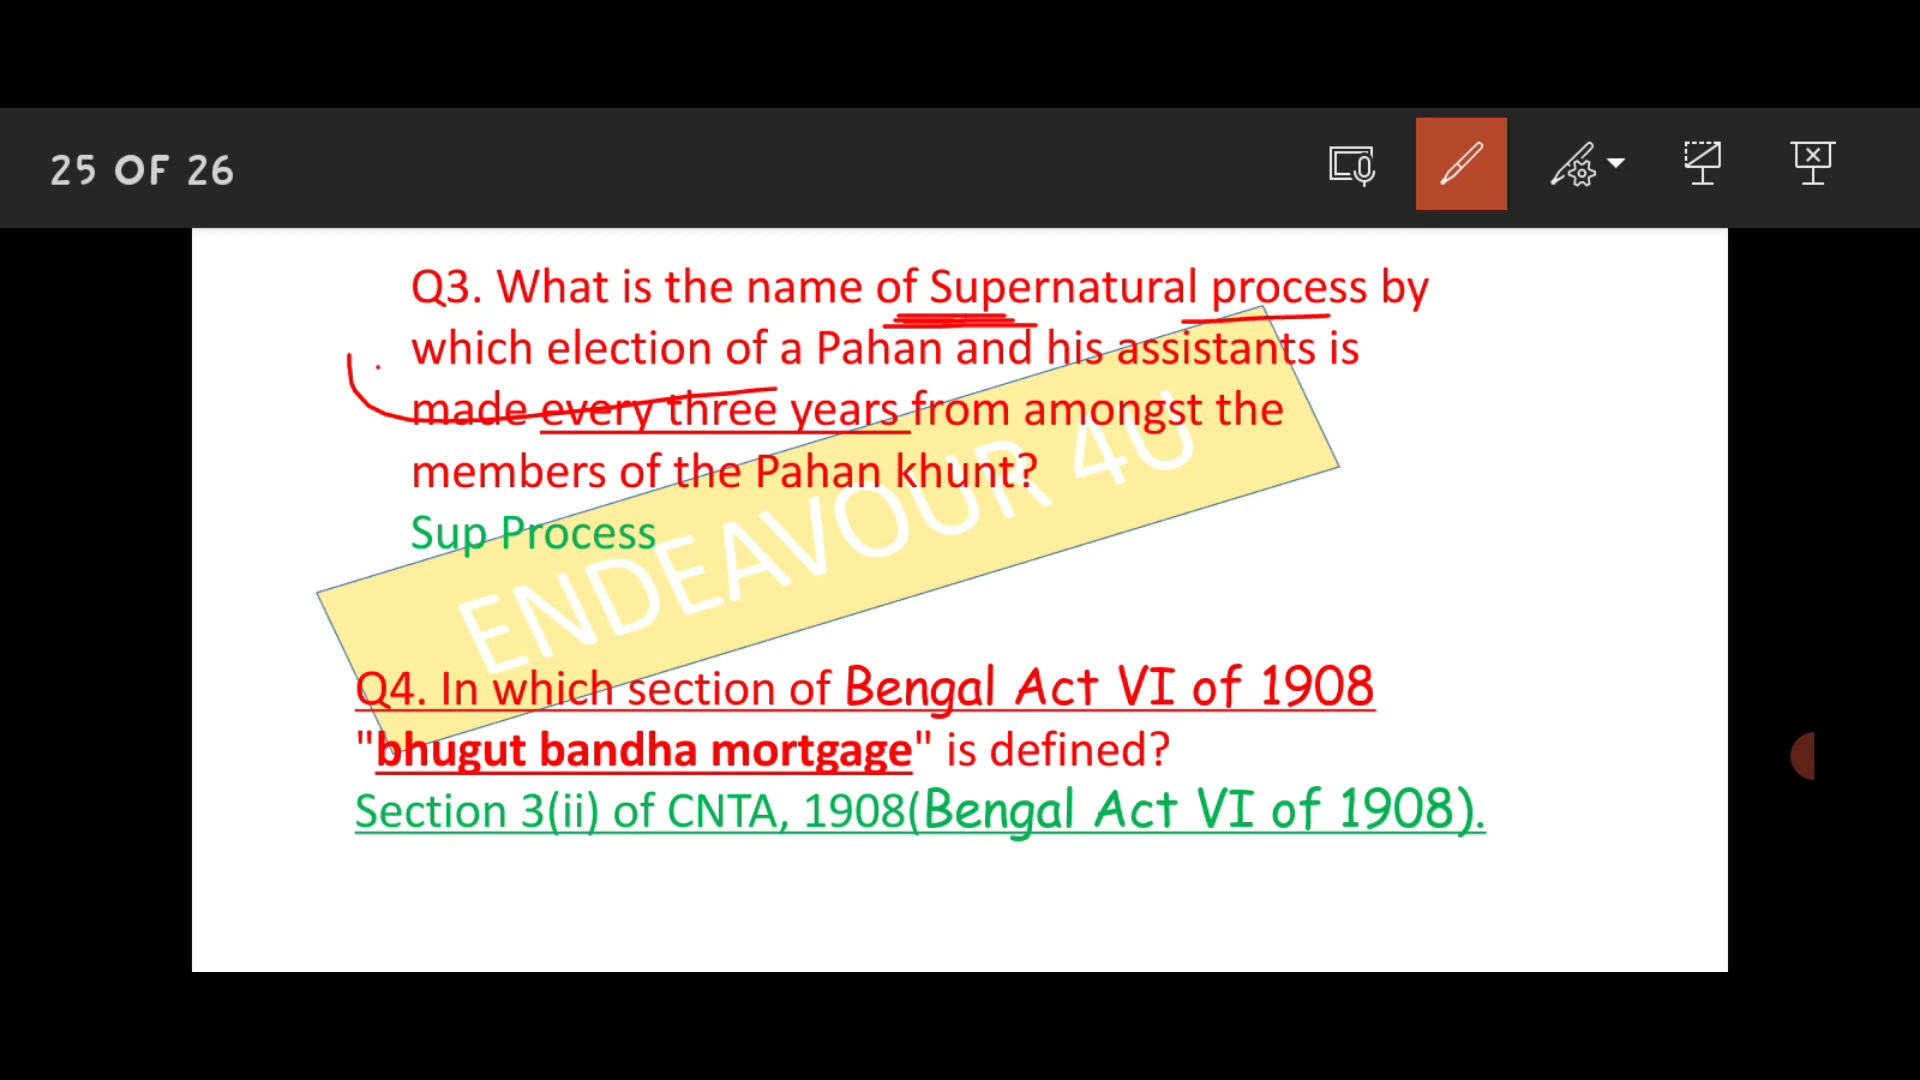 25 OF 26
Q3. What is the name of Supernatural process by
which election of a Pahan and his assistants is
made every three years from amongst the
members of the Pahan khunt?
Sup Process
ENDEAVOUR 4U
Q4. In which section of Bengal Act VI of 1908
"bhugut bandha mortgage" is defined?
Section 3(ii) of CNTA, 1908(Bengal Act VI of 1908).